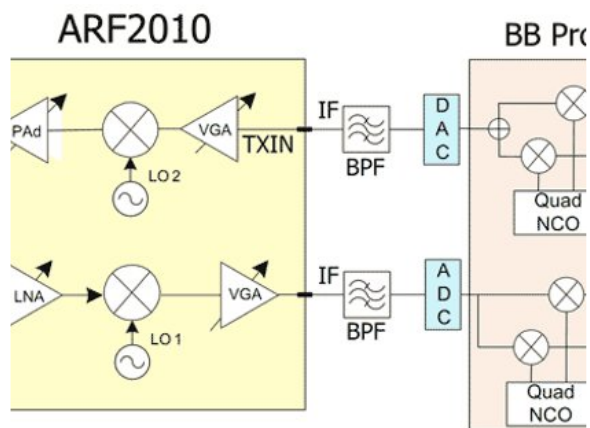 ARF2010
BB Pro
PAd
VGA
TXIN
LO 2
IF
BPF
D
A
C
Quad
NCO
LNA
VGA
LO 1
IF
BPF
A
D
C
Quad
NCO